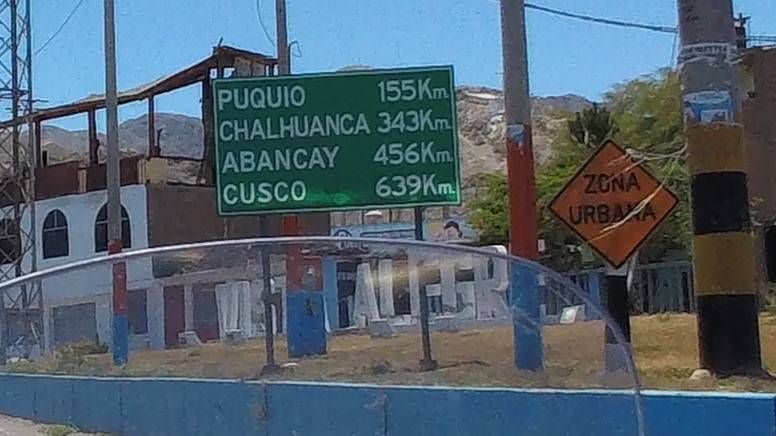 PUQUIO 155Km.
CHALHUANCA 343Km.
ABANCAY 456Km.
CUSCO 639Km.
ZONA
URBANA